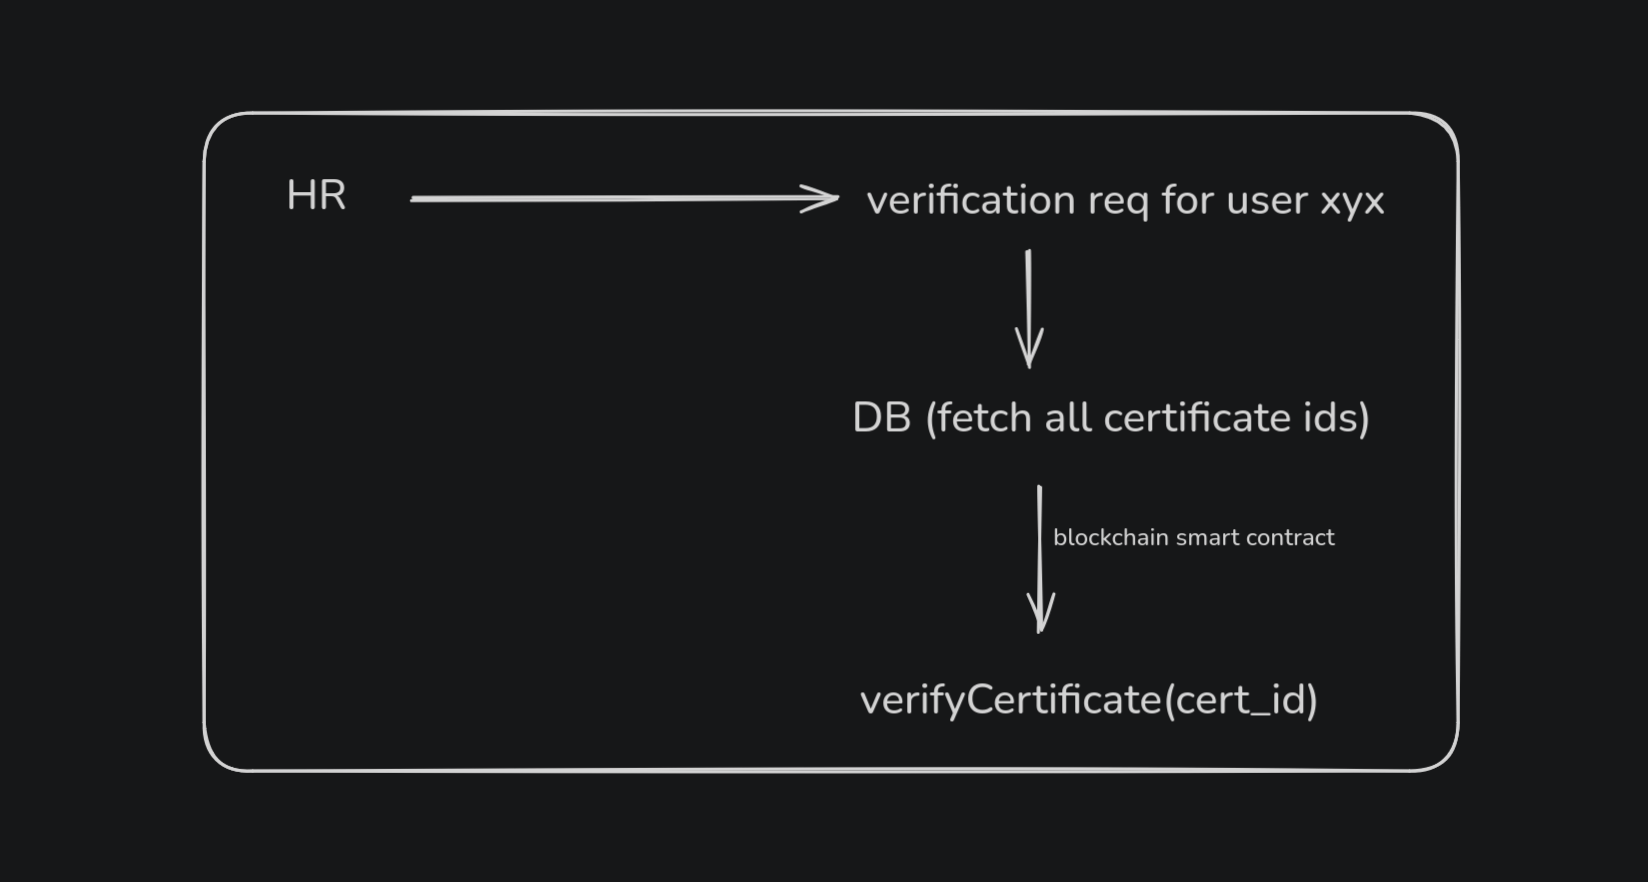 HR
verification req for user xyx
DB (fetch all certificate ids)
blockchain smart contract
verifyCertificate(cert_id)